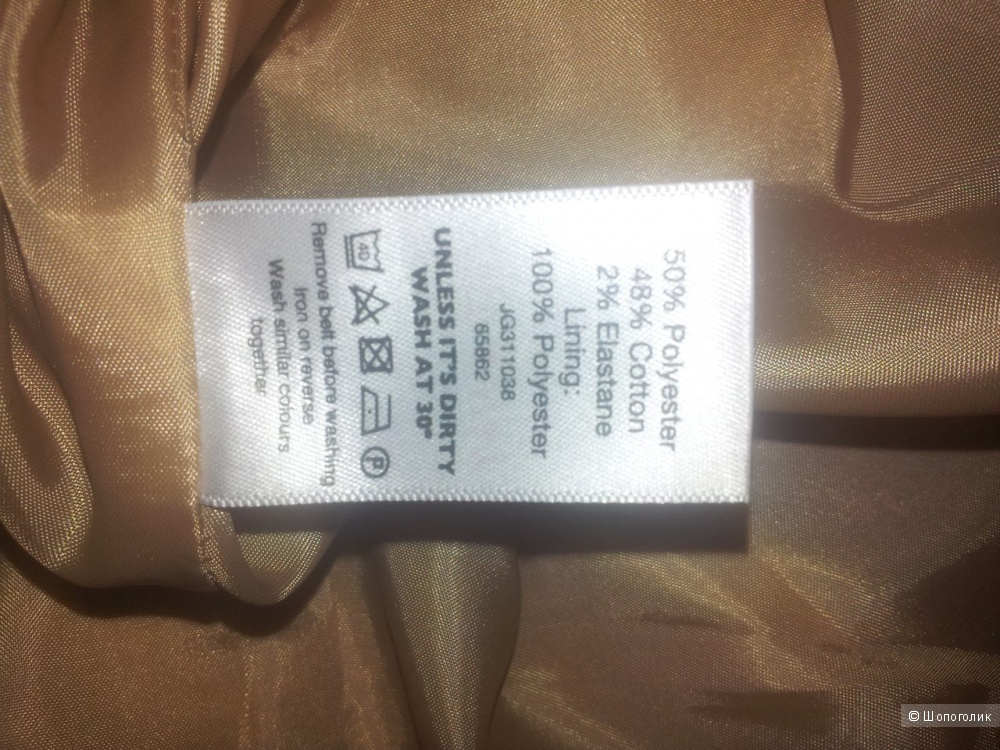 50% Polyester
48% Cotton
2% Elastane
Lining:
100% Polyester
JG311038
65862
UNLESS IT'S DIRTY
WASH AT 30°
40
P
Remove belt before washing
Iron on reverse
Wash similar colours
together
© Шопоголик